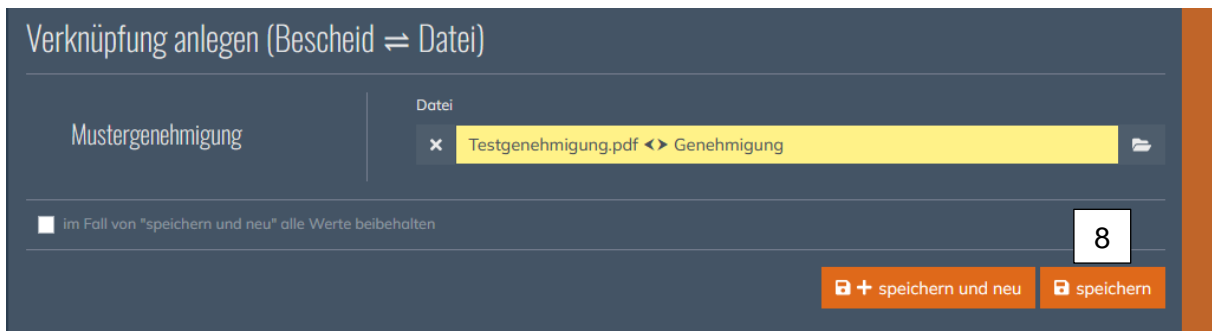 Verknüpfung anlegen (Bescheid ⇌ Datei)
Datei
Mustergenehmigung
Testgenehmigung.pdf <> Genehmigung
im Fall von "speichern und neu" alle Werte beibehalten
8
+ speichern und neu
speichern